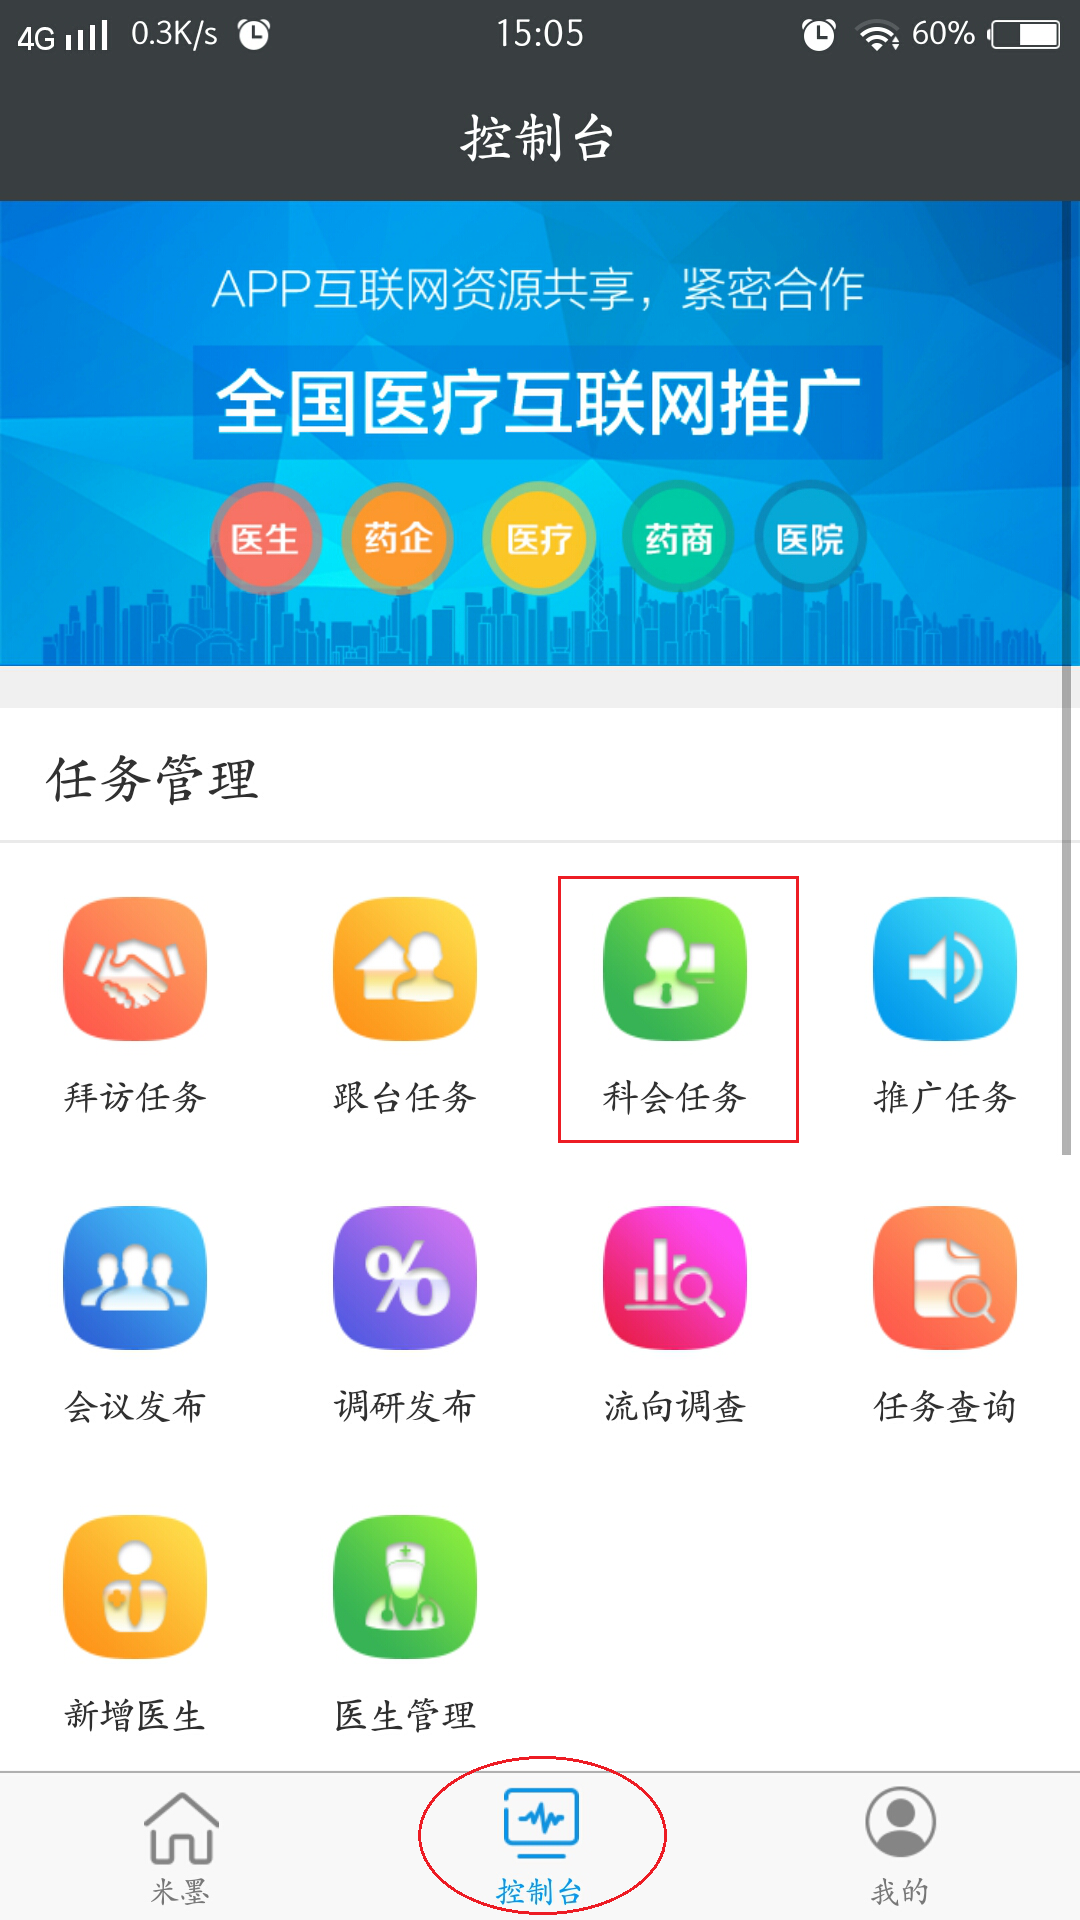 4G 0.3K/s 15:05 60%
控制台
APP互联网资源共享，紧密合作
全国医疗互联网推广
医生 药企 医疗 药商 医院
任务管理
拜访任务 跟台任务 科会任务 推广任务
%
会议发布 调研发布 流向调查 任务查询
新增医生 医生管理
米墨 控制台 我的